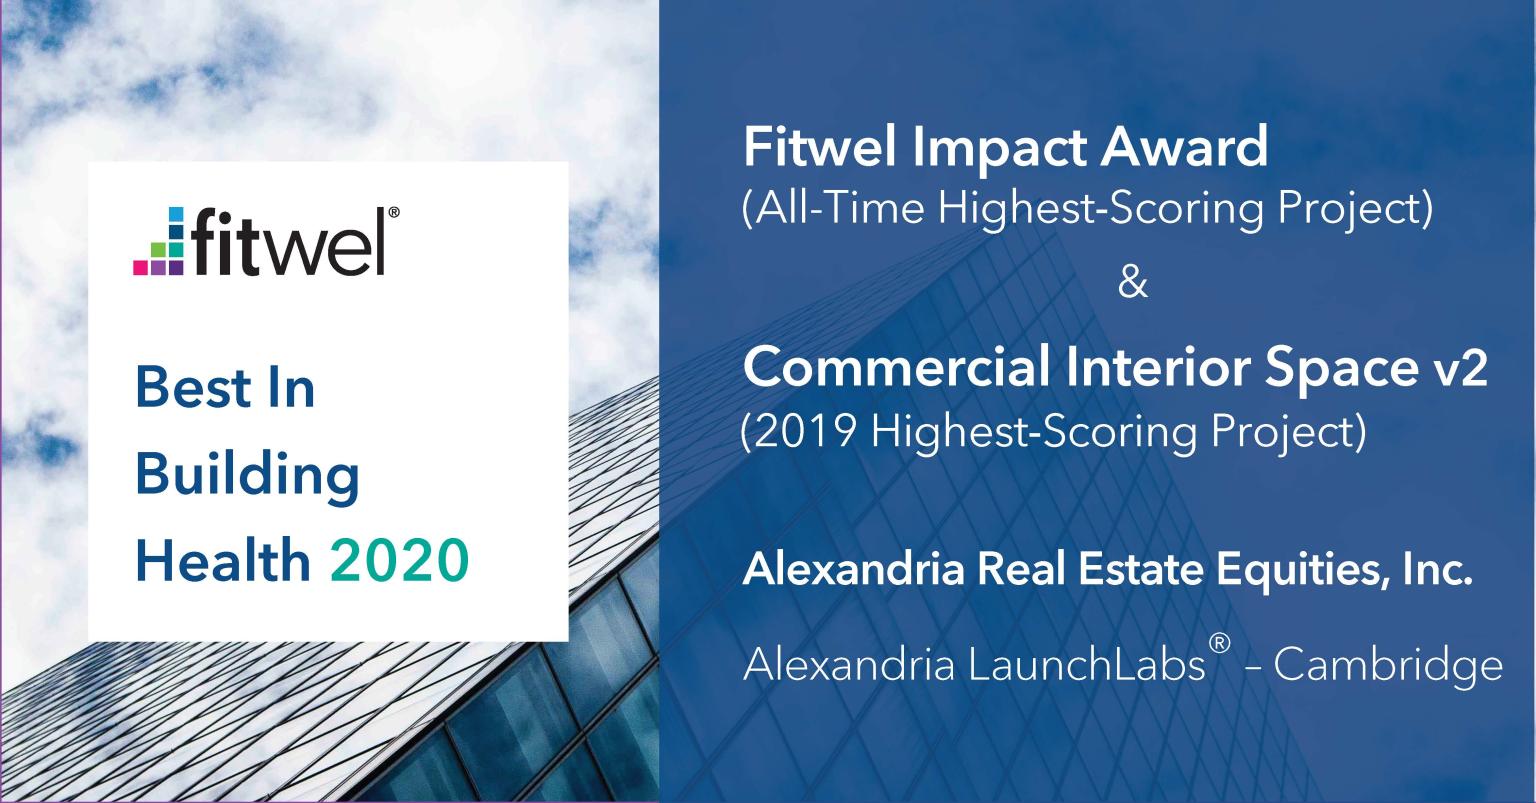 fitwel®
Best In
Building
Health 2020
Fitwel Impact Award
(All-Time Highest-Scoring Project)
&
Commercial Interior Space v2
(2019 Highest-Scoring Project)
Alexandria Real Estate Equities, Inc.
Alexandria LaunchLabs® – Cambridge